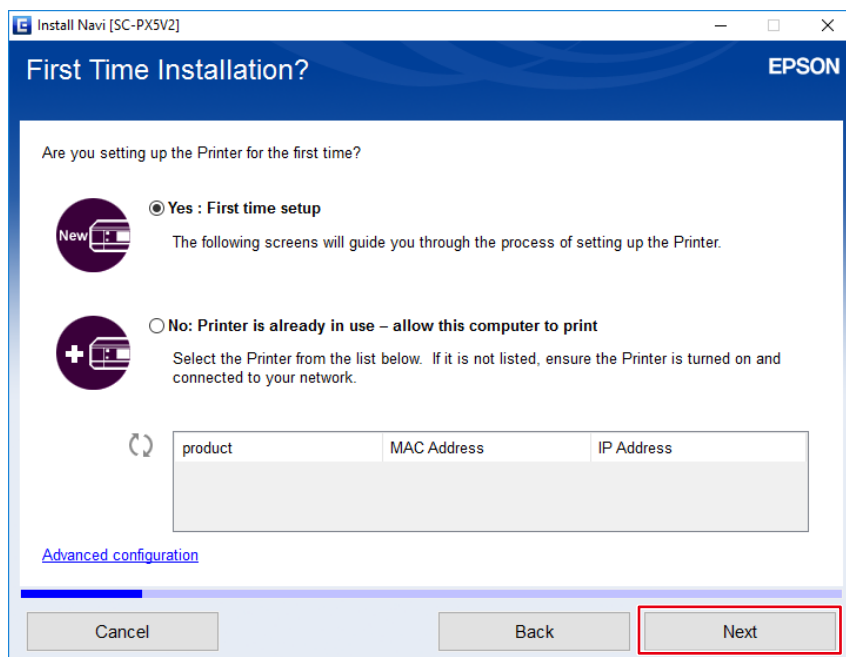 Install Navi [SC-PX5V2]
First Time Installation?
EPSON
Are you setting up the Printer for the first time?
New
Yes : First time setup
The following screens will guide you through the process of setting up the Printer.
No: Printer is already in use – allow this computer to print
Select the Printer from the list below.  If it is not listed, ensure the Printer is turned on and
connected to your network.
product MAC Address IP Address
Advanced configuration
Cancel Back Next